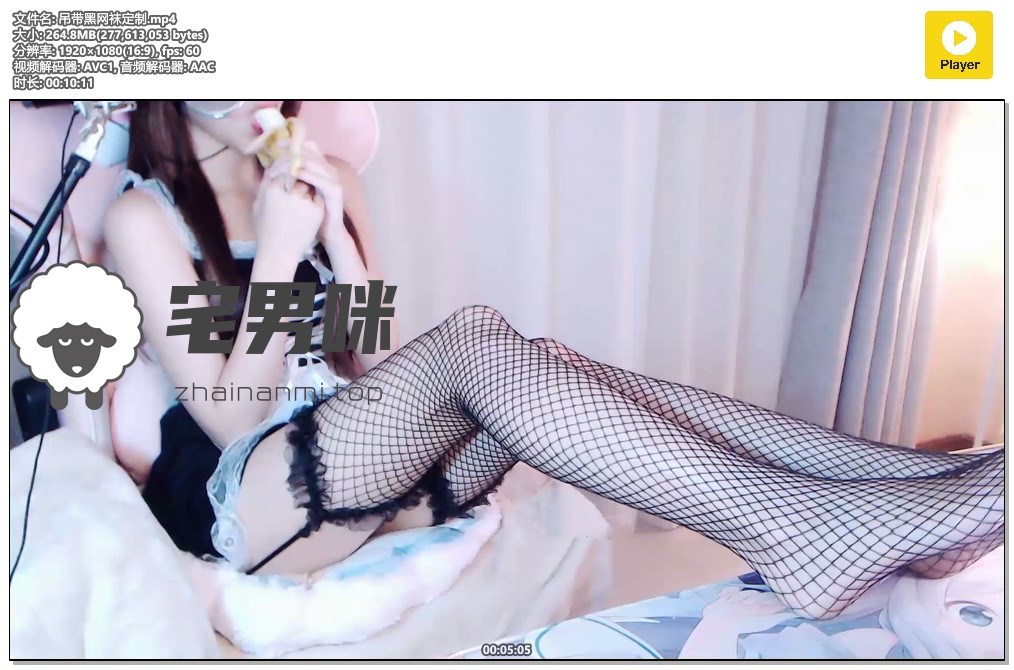 文件名: 吊带黑网袜定制.mp4
大小: 264.8MB(277,613,053 bytes)
分辨率: 1920×1080(16:9), fps: 60
视频解码器: AVC1, 音频解码器: AAC
时长: 00:10:11
Player
宅男咪
zhainanmi.top
00:05:05